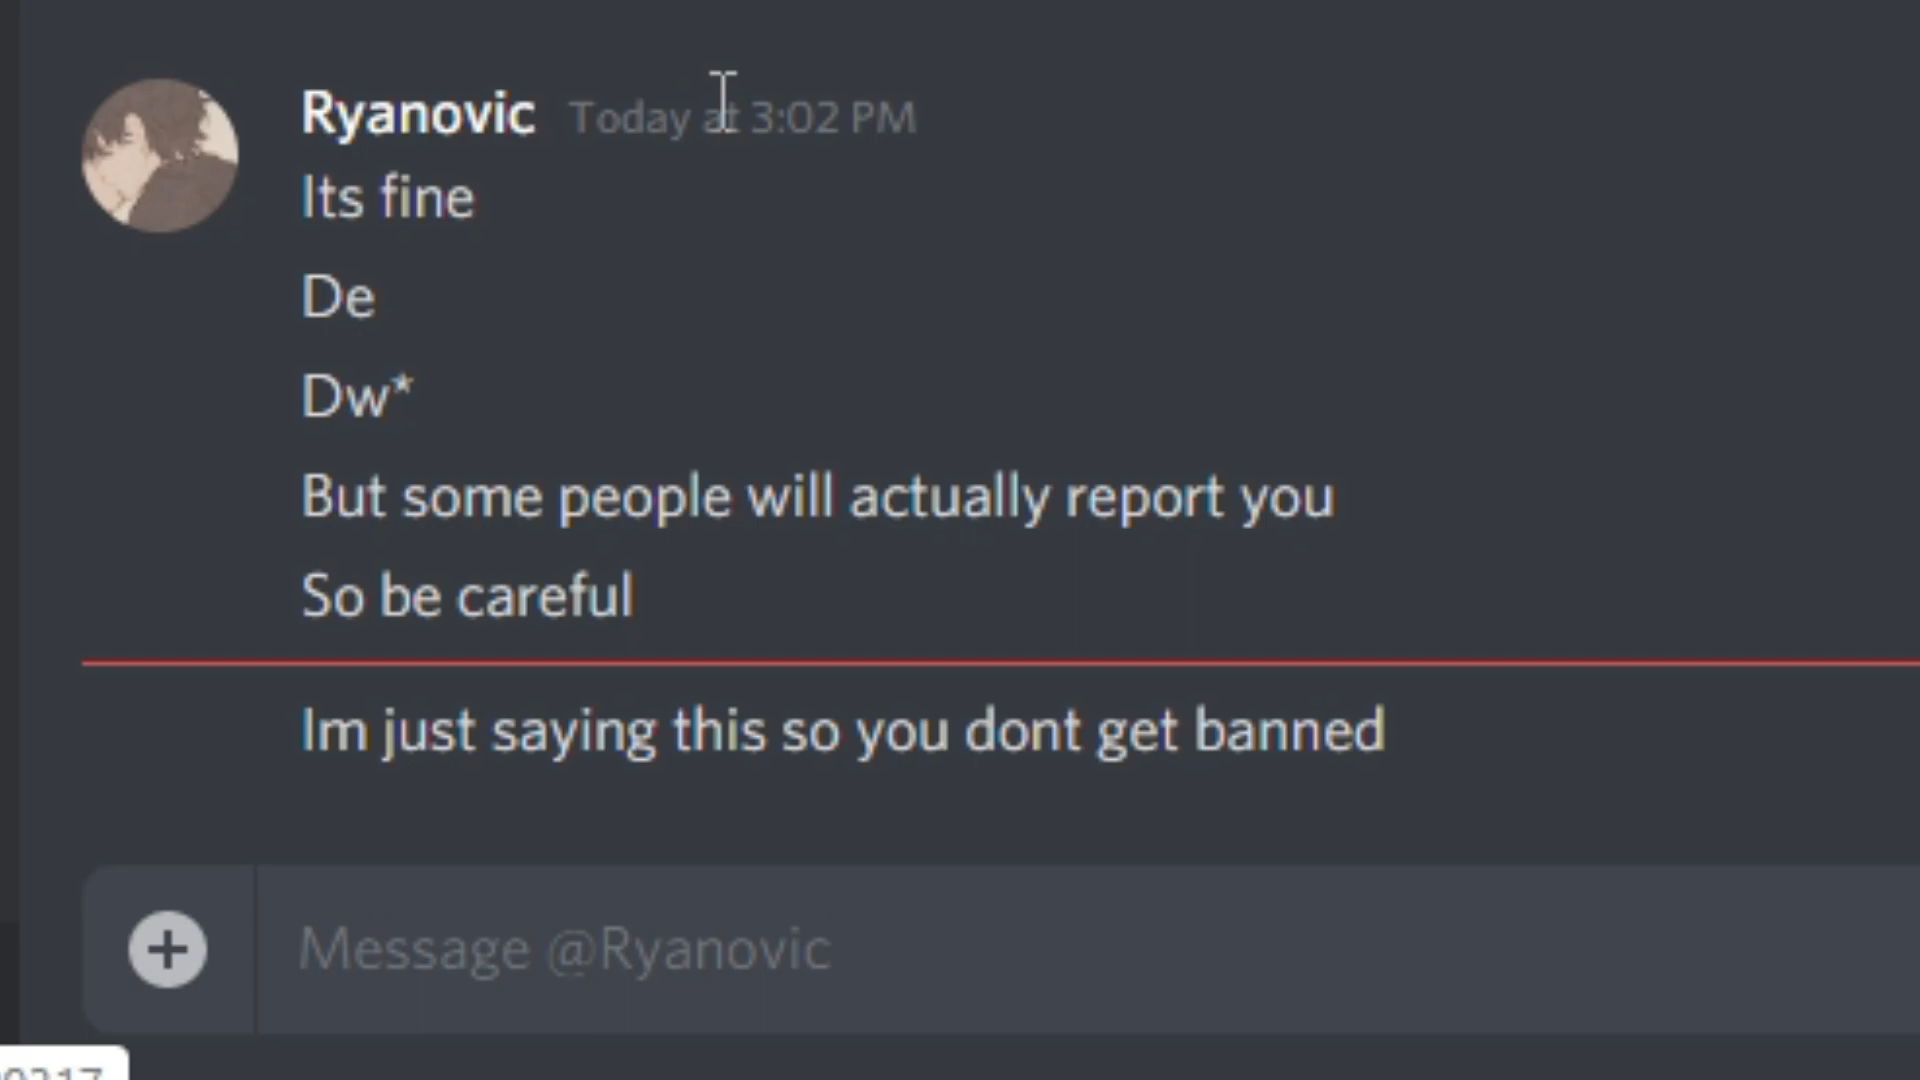 Ryanovic Today at 3:02 PM
Its fine
De
Dw*
But some people will actually report you
So be careful
Im just saying this so you dont get banned
Message @Ryanovic